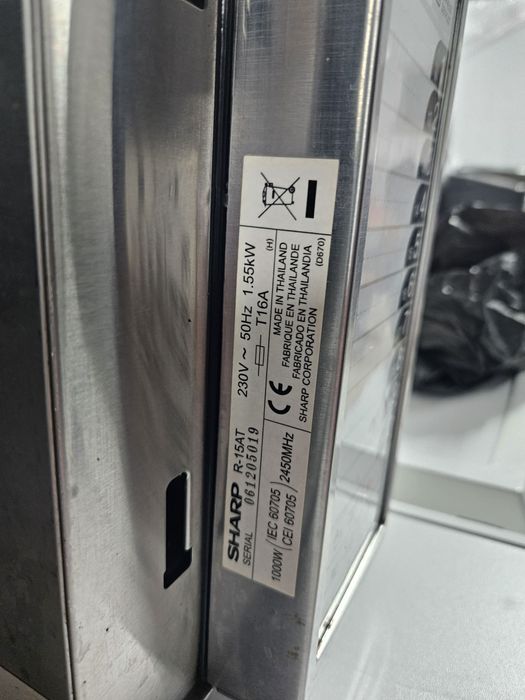 SHARP R-15AT
SERIAL 061205019
230V ~ 50Hz 1.55kW
T16A (H)
1000W (IEC 60705 / CEI 60705) 2450MHz
CE
MADE IN THAILAND
FABRIQUE EN THAILANDE
FABRICADO EN THAILANDIA
SHARP CORPORATION (D670)